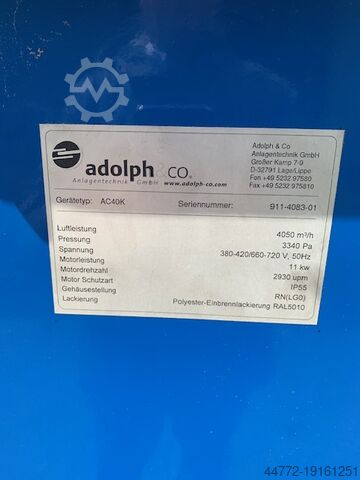 adolph & CO.
Anlagentechnik GmbH www.adolph-co.com
Adolph & Co
Anlagentechnik GmbH
Großer Kamp 7-9
D-32791 Lage/Lippe
Fon +49 5232 97580
Fax +49 5232 975810
Gerätetyp: AC40K Seriennummer: 911-4083-01
Luftleistung 4050 m³/h
Pressung 3340 Pa
Spannung 380-420/660-720 V, 50Hz
Motorleistung 11 kw
Motordrehzahl 2930 upm
Motor Schutzart IP55
Gehäusestellung RN(LG0)
Lackierung Polyester-Einbrennlackierung RAL5010
44772-19161251